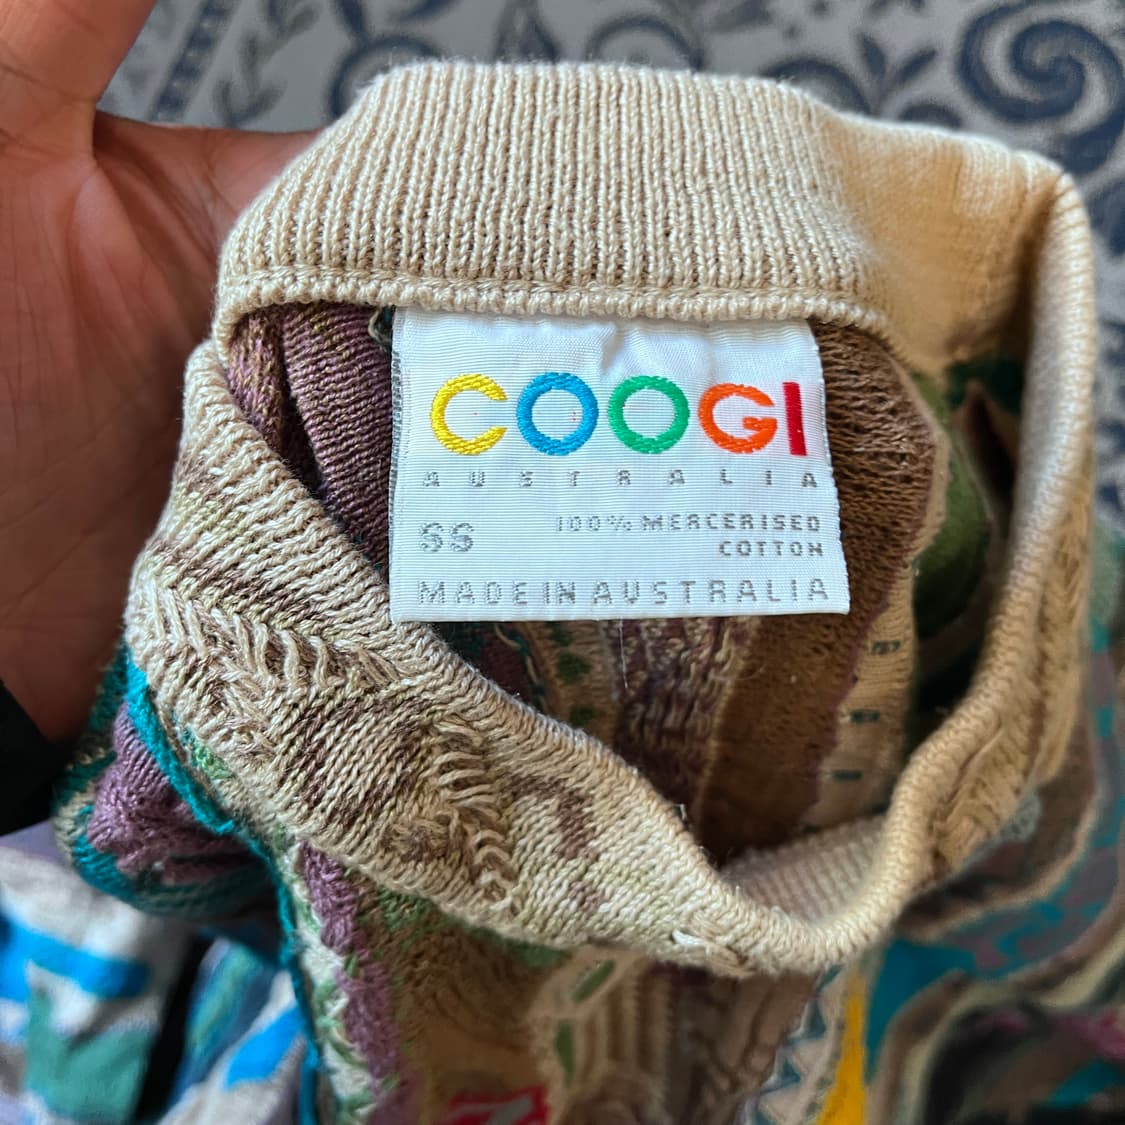 COOGI
AUSTRALIA
SS
100% MERCERISED
COTTON
MADE IN AUSTRALIA